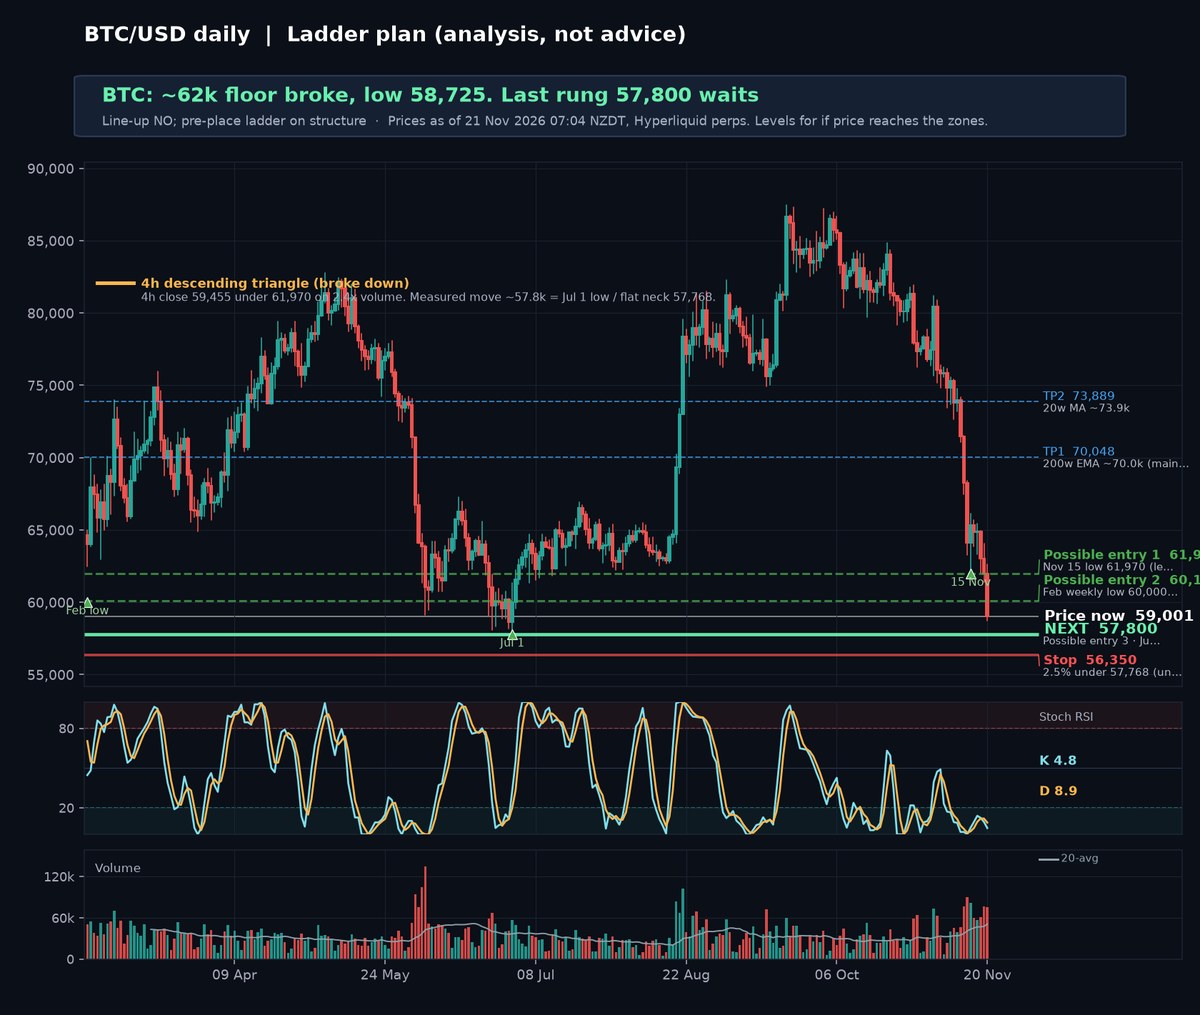 BTC/USD daily | Ladder plan (analysis, not advice)
BTC: ~62k floor broke, low 58,725. Last rung 57,800 waits
Line-up NO; pre-place ladder on structure · Prices as of 21 Nov 2026 07:04 NZDT, Hyperliquid perps. Levels for if price reaches the zones.
90,000
85,000
80,000
75,000
70,000
65,000
60,000
55,000
4h descending triangle (broke down)
4h close 59,455 under 61,970 on 2.4x volume. Measured move ~57.8k = Jul 1 low / flat neck 57,768.
TP2 73,889
20w MA ~73.9k
TP1 70,048
200w EMA ~70.0k (main...
Possible entry 1 61,9
Nov 15 low 61,970 (le...
Possible entry 2 60,1
Feb weekly low 60,000...
Price now 59,001
NEXT 57,800
Possible entry 3 · Ju...
Stop 56,350
2.5% under 57,768 (un...
Feb low
Jul 1
15 Nov
80
20
Stoch RSI
K 4.8
D 8.9
Volume
20-avg
120k
60k
0
09 Apr
24 May
08 Jul
22 Aug
06 Oct
20 Nov